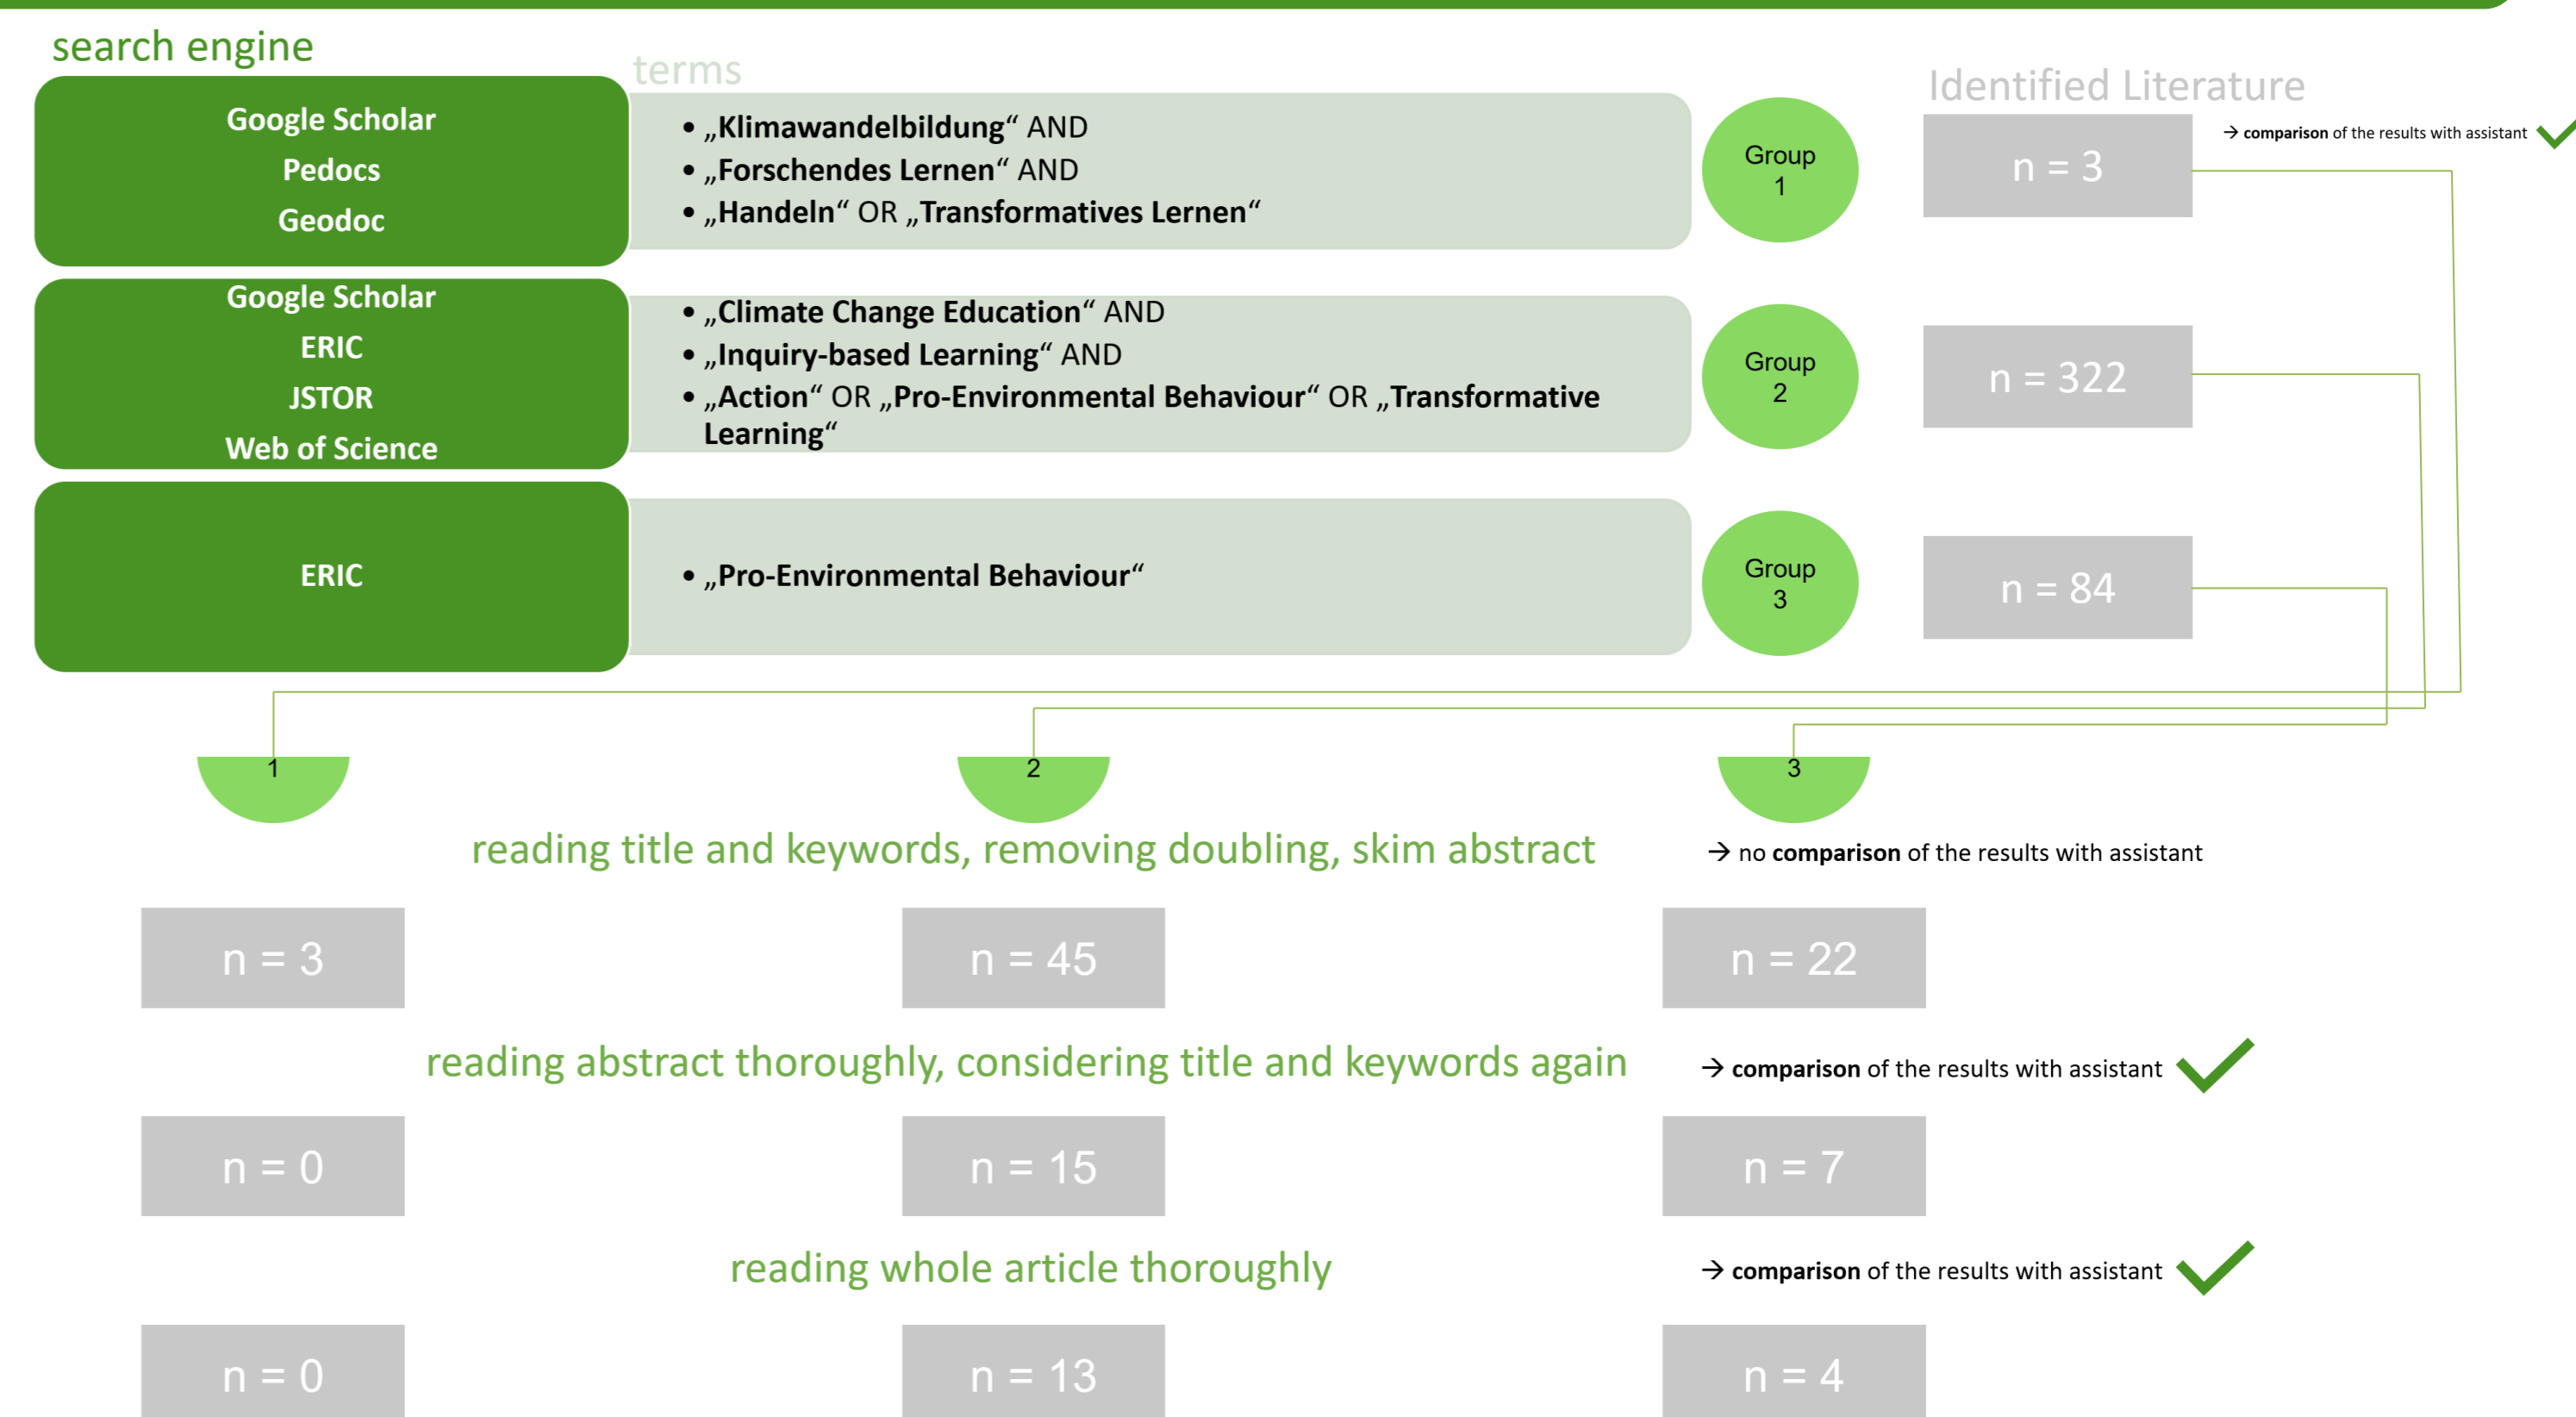 search engine
terms
Identified Literature
Google Scholar
Pedocs
Geodoc
• „Klimawandelbildung“ AND
• „Forschendes Lernen“ AND
• „Handeln“ OR „Transformatives Lernen“
Group
1
n = 3
→ comparison of the results with assistant
Google Scholar
ERIC
JSTOR
Web of Science
• „Climate Change Education“ AND
• „Inquiry-based Learning“ AND
• „Action“ OR „Pro-Environmental Behaviour“ OR „Transformative
Learning“
Group
2
n = 322
ERIC
• „Pro-Environmental Behaviour“
Group
3
n = 84
1
2
3
reading title and keywords, removing doubling, skim abstract
→ no comparison of the results with assistant
n = 3
n = 45
n = 22
reading abstract thoroughly, considering title and keywords again
→ comparison of the results with assistant
n = 0
n = 15
n = 7
reading whole article thoroughly
→ comparison of the results with assistant
n = 0
n = 13
n = 4